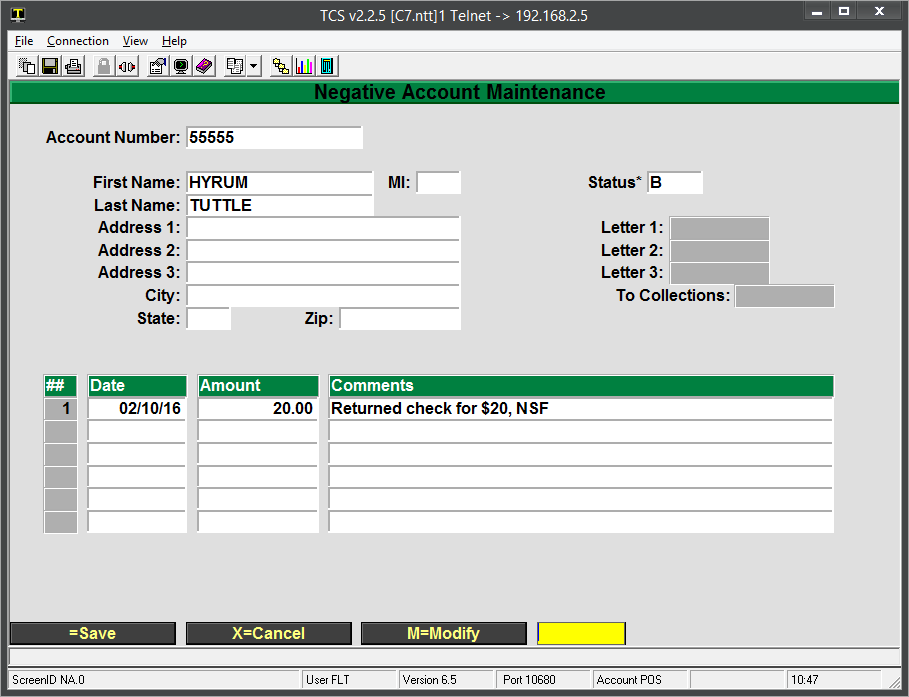 TCS v2.2.5 [C7.ntt]1 Telnet -> 192.168.2.5
File Connection View Help
Negative Account Maintenance
Account Number: 55555
First Name: HYRUM MI: Status* B
Last Name: TUTTLE
Address 1: Letter 1:
Address 2: Letter 2:
Address 3: Letter 3:
City: To Collections:
State: Zip:
## Date Amount Comments
1 02/10/16 20.00 Returned check for $20, NSF
=Save X=Cancel M=Modify
ScreenID NA.0 User FLT Version 6.5 Port 10680 Account POS 10:47